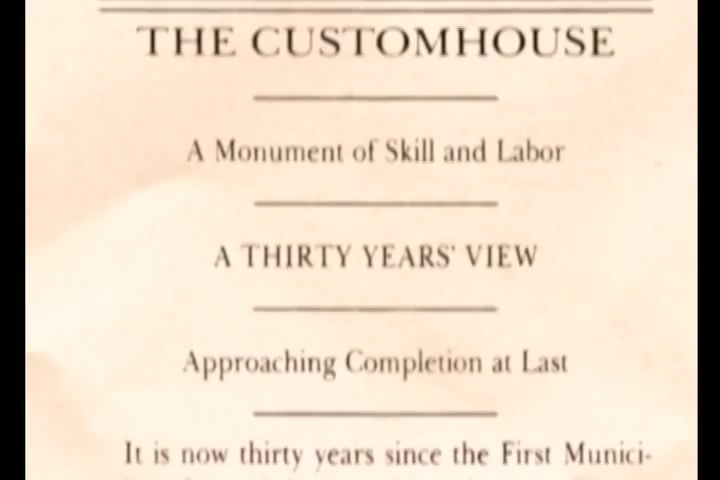 THE CUSTOMHOUSE
A Monument of Skill and Labor
A THIRTY YEARS' VIEW
Approaching Completion at Last
It is now thirty years since the First Munici-